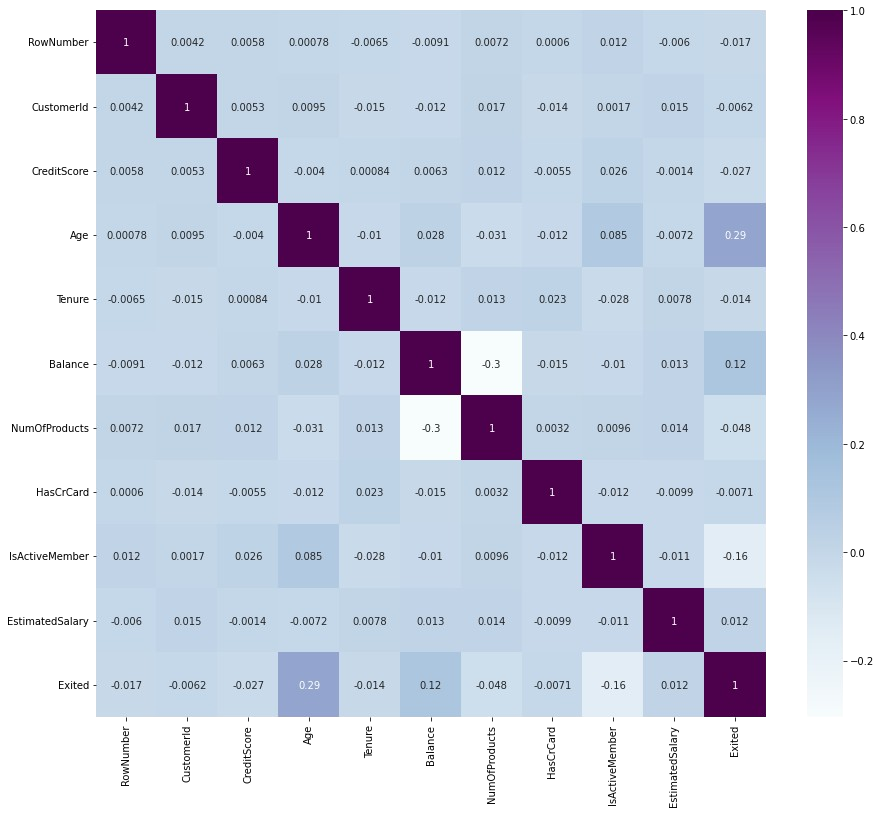 RowNumber 1 0.0042 0.0058 0.00078 -0.0065 -0.0091 0.0072 0.0006 0.012 -0.006 -0.017
CustomerId 0.0042 1 0.0053 0.0095 -0.015 -0.012 0.017 -0.014 0.0017 0.015 -0.0062
CreditScore 0.0058 0.0053 1 -0.004 0.00084 0.0063 0.012 -0.0055 0.026 -0.0014 -0.027
Age 0.00078 0.0095 -0.004 1 -0.01 0.028 -0.031 -0.012 0.085 -0.0072 0.29
Tenure -0.0065 -0.015 0.00084 -0.01 1 -0.012 0.013 0.023 -0.028 0.0078 -0.014
Balance -0.0091 -0.012 0.0063 0.028 -0.012 1 -0.3 -0.015 -0.01 0.013 0.12
NumOfProducts 0.0072 0.017 0.012 -0.031 0.013 -0.3 1 0.0032 0.0096 0.014 -0.048
HasCrCard 0.0006 -0.014 -0.0055 -0.012 0.023 -0.015 0.0032 1 -0.012 -0.0099 -0.0071
IsActiveMember 0.012 0.0017 0.026 0.085 -0.028 -0.01 0.0096 -0.012 1 -0.011 -0.16
EstimatedSalary -0.006 0.015 -0.0014 -0.0072 0.0078 0.013 0.014 -0.0099 -0.011 1 0.012
Exited -0.017 -0.0062 -0.027 0.29 -0.014 0.12 -0.048 -0.0071 -0.16 0.012 1
RowNumber
CustomerId
CreditScore
Age
Tenure
Balance
NumOfProducts
HasCrCard
IsActiveMember
EstimatedSalary
Exited
1.0
0.8
0.6
0.4
0.2
0.0
−0.2